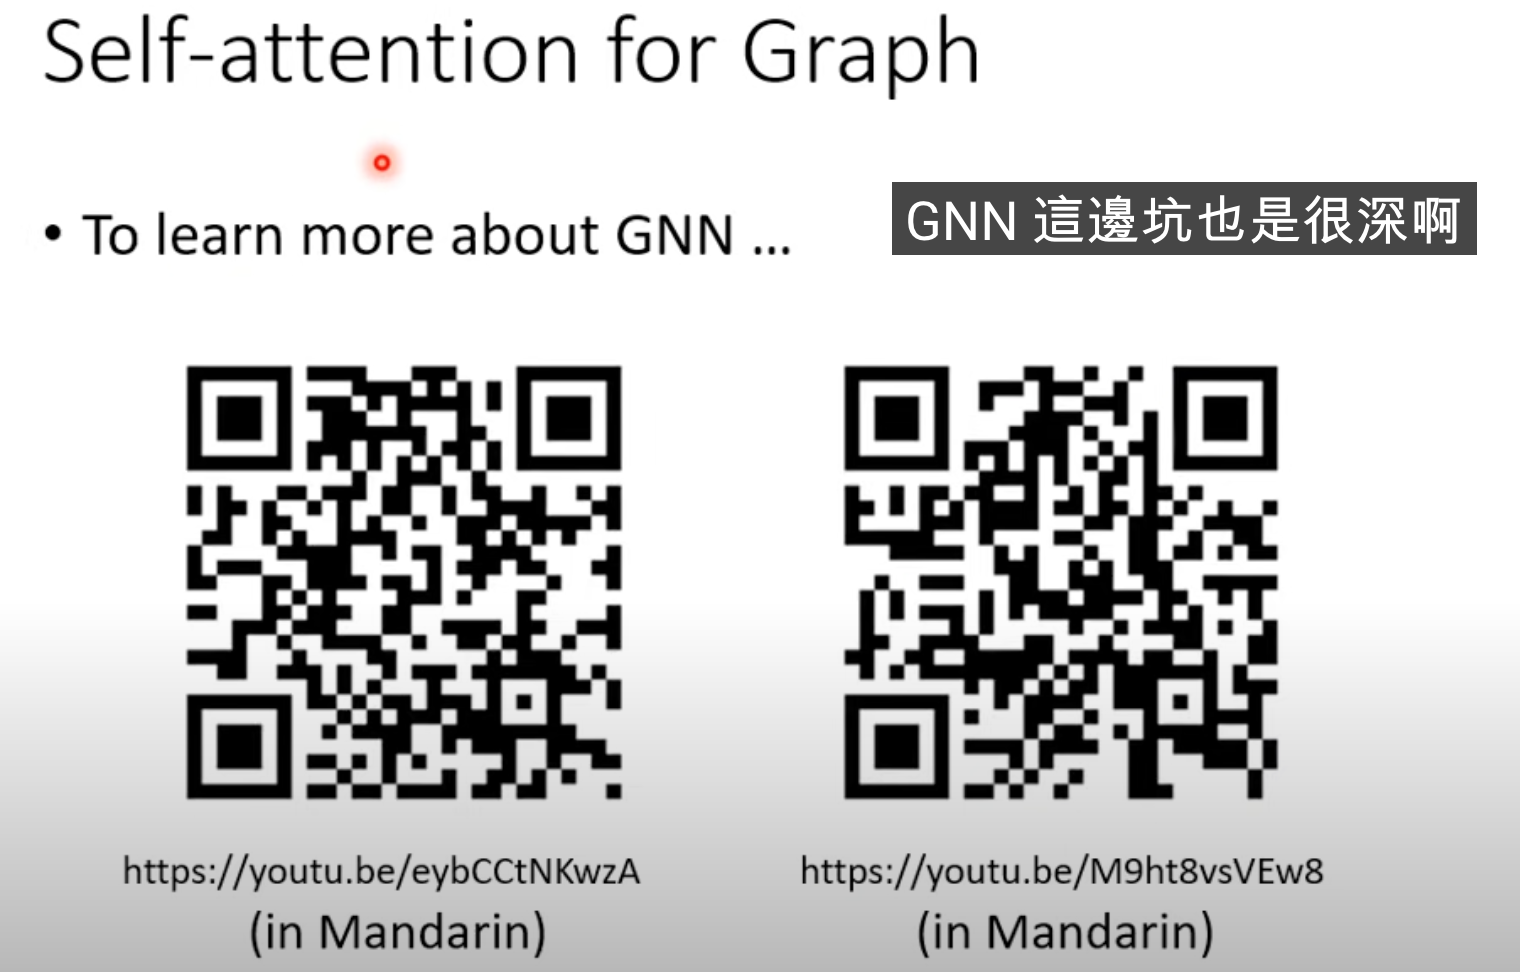 Self-attention for Graph
• To learn more about GNN ...
GNN 這邊坑也是很深啊
https://youtu.be/eybCCtNKwzA
(in Mandarin)
https://youtu.be/M9ht8vsVEw8
(in Mandarin)